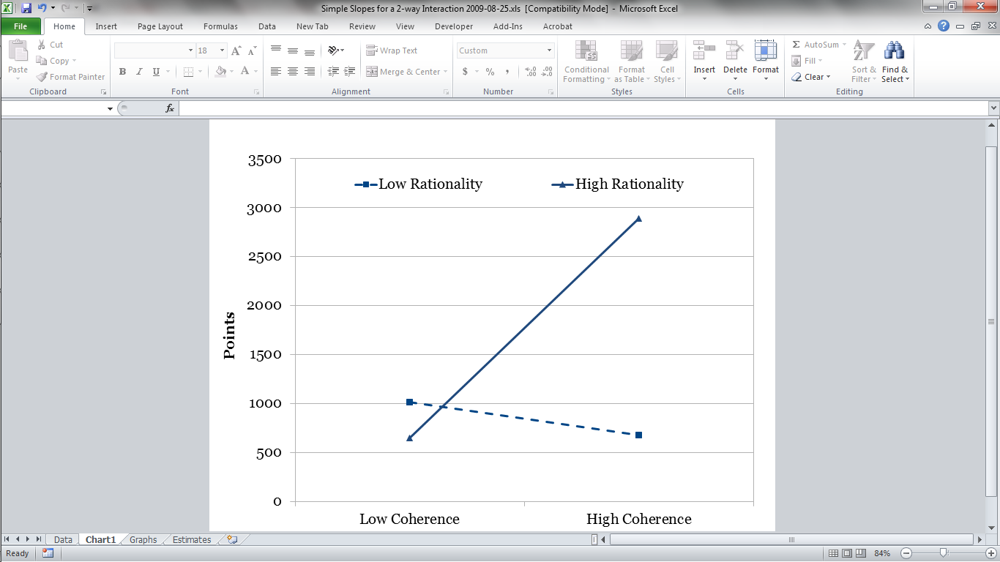 Simple Slopes for a 2-way Interaction 2009-08-25.xls [Compatibility Mode] - Microsoft Excel
File Home Insert Page Layout Formulas Data New Tab Review View Developer Add-Ins Acrobat
Paste
Cut
Copy
Format Painter
Clipboard
18
B I U
Font
Wrap Text
Merge & Center
Alignment
Custom
$ % ,
Number
Conditional Formatting
Format as Table
Cell Styles
Styles
Insert Delete Format
Cells
AutoSum
Fill
Clear
Sort & Filter
Find & Select
Editing
fx
3500
Low Rationality High Rationality
3000
2500
2000
1500
1000
500
0
Points
Low Coherence High Coherence
Data Chart1 Graphs Estimates
Ready 84%